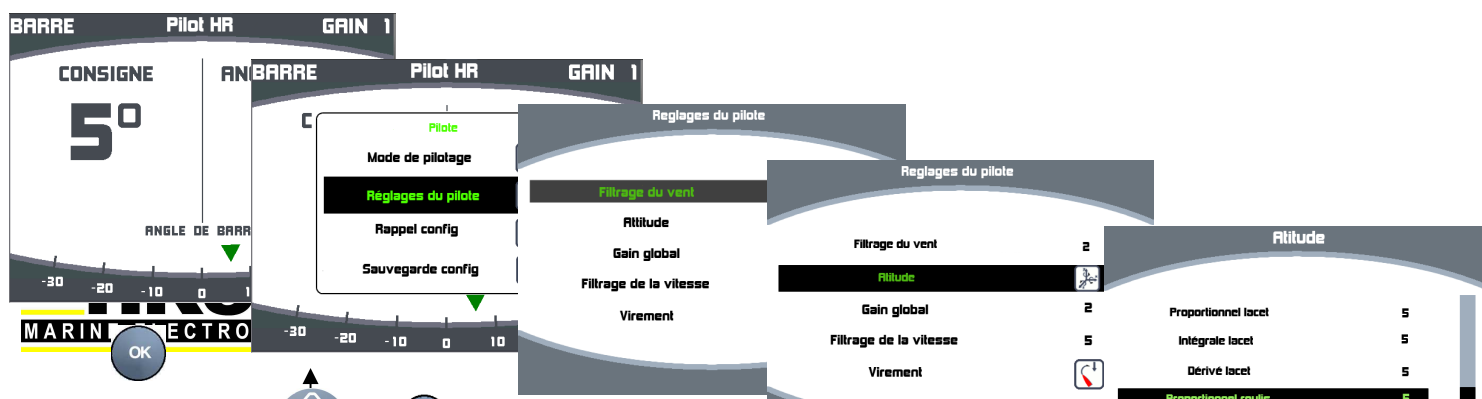 BARRE Pilot HR GAIN 1
CONSIGNE
5°
ANGLE DE BARR
-30 -20 -10 0 1
OK
BARRE Pilot HR GAIN 1
C
Pilote
Mode de pilotage
Réglages du pilote
Rappel config
Sauvegarde config
-30 -20 -10 0 10
Reglages du pilote
Filtrage du vent
Attitude
Gain global
Filtrage de la vitesse
Virement
Reglages du pilote
Filtrage du vent 2
Atitude
Gain global 2
Filtrage de la vitesse 5
Virement
Atitude
Proportionnel lacet 5
Intégrale lacet 5
Dérivé lacet 5
Proportionnel roulis 5